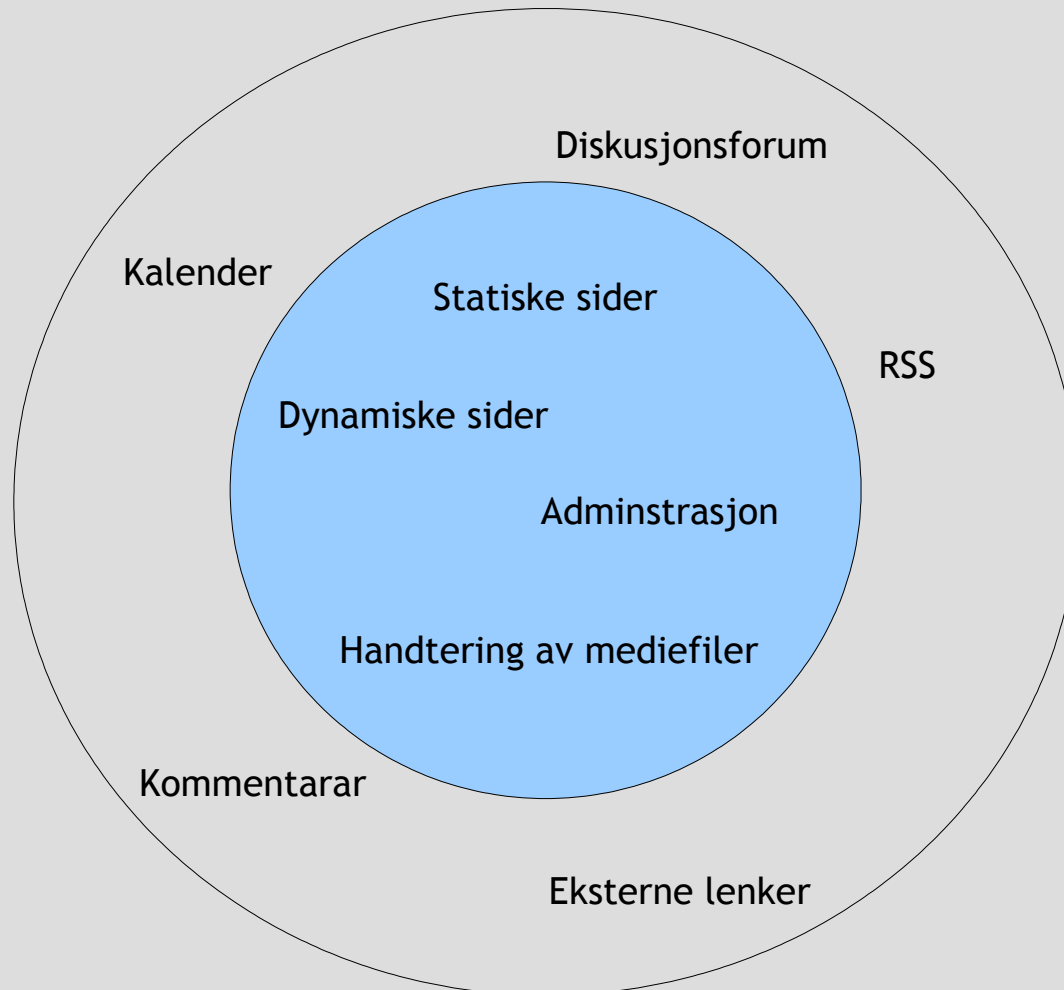 Diskusjonsforum
Kalender
Statiske sider
RSS
Dynamiske sider
Adminstrasjon
Handtering av mediefiler
Kommentarar
Eksterne lenker